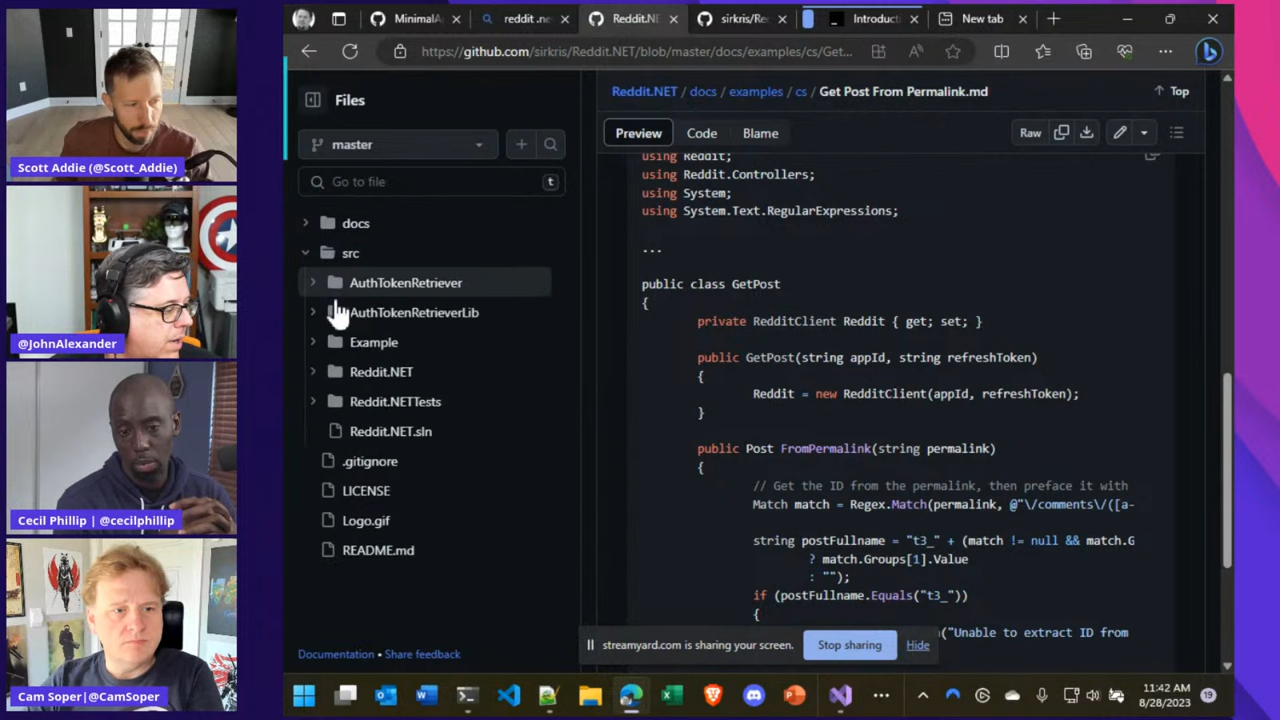 Scott Addie (@Scott_Addie)
@JohnAlexander
Cecil Phillip | @cecilphillip
Cam Soper|@CamSoper
MinimalA
reddit .ne
Reddit.NE
sirkris/Re
Introducti
New tab
https://github.com/sirkris/Reddit.NET/blob/master/docs/examples/cs/Get...
Files
master
Go to file
t
docs
src
AuthTokenRetriever
AuthTokenRetrieverLib
Example
Reddit.NET
Reddit.NETTests
Reddit.NET.sln
.gitignore
LICENSE
Logo.gif
README.md
Documentation • Share feedback
Reddit.NET / docs / examples / cs / Get Post From Permalink.md
Top
Preview
Code
Blame
Raw
using Reddit;
using Reddit.Controllers;
using System;
using System.Text.RegularExpressions;
...
public class GetPost
{
private RedditClient Reddit { get; set; }
public GetPost(string appId, string refreshToken)
{
Reddit = new RedditClient(appId, refreshToken);
}
public Post FromPermalink(string permalink)
{
// Get the ID from the permalink, then preface it with
Match match = Regex.Match(permalink, @"\/comments\/([a-
string postFullname = "t3_" + (match != null && match.G
? match.Groups[1].Value
: "");
if (postFullname.Equals("t3_"))
{
("Unable to extract ID from
streamyard.com is sharing your screen.
Stop sharing
Hide
11:42 AM
8/28/2023
19